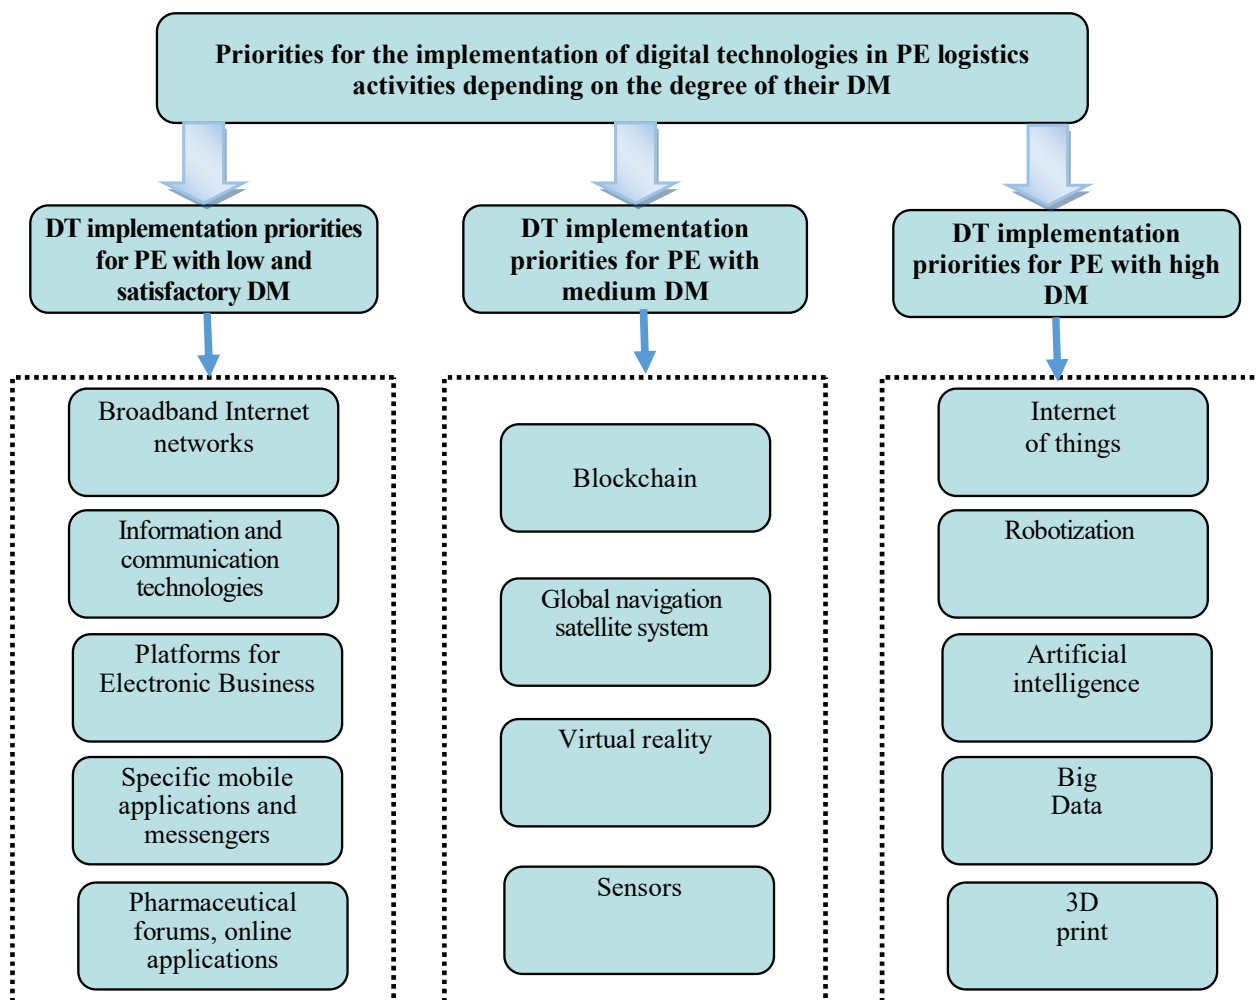 Priorities for the implementation of digital technologies in PE logistics
activities depending on the degree of their DM
DT implementation priorities
for PE with low and
satisfactory DM
DT implementation
priorities for PE with
medium DM
DT implementation
priorities for PE with high
DM
Broadband Internet
networks
Information and
communication
technologies
Platforms for
Electronic Business
Specific mobile
applications and
messengers
Pharmaceutical
forums, online
applications
Blockchain
Global navigation
satellite system
Virtual reality
Sensors
Internet
of things
Robotization
Artificial
intelligence
Big
Data
3D
print